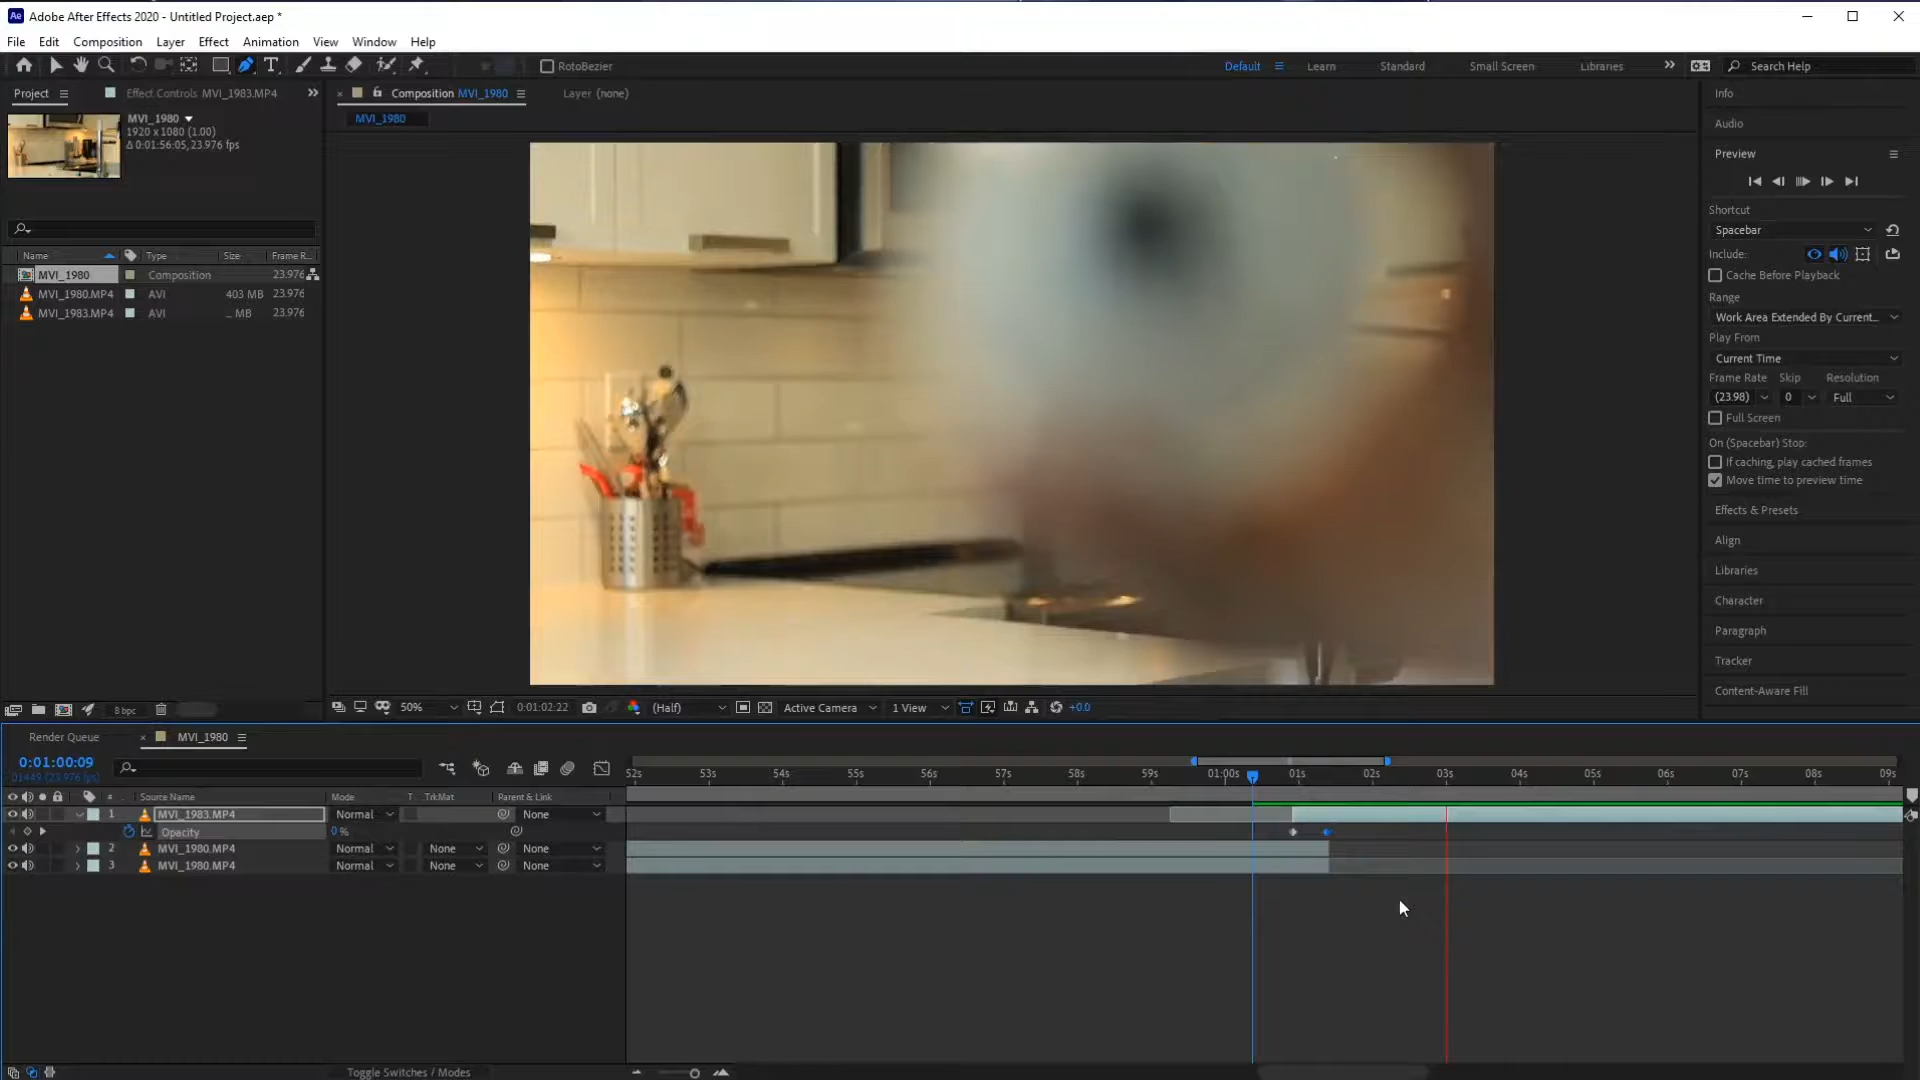 Ae Adobe After Effects 2020 - Untitled Project.aep *
File Edit Composition Layer Effect Animation View Window Help
RotoBezier Default Learn Standard Small Screen Libraries Search Help
Project Effect Controls MVI_1983.MP4
MVI_1980
1920 x 1080 (1.00)
Δ 0:01:56:05, 23.976 fps
Name Type Size Frame R...
MVI_1980 Composition 23.976
MVI_1980.MP4 AVI 403 MB 23.976
MVI_1983.MP4 AVI ... MB 23.976
8 bpc
Composition MVI_1980 Layer (none)
MVI_1980
50% 0:01:02:22 (Half) Active Camera 1 View +0.0
Info
Audio
Preview
Shortcut
Spacebar
Include:
Cache Before Playback
Range
Work Area Extended By Current...
Play From
Current Time
Frame Rate Skip Resolution
(23.98) 0 Full
Full Screen
On (Spacebar) Stop:
If caching, play cached frames
Move time to preview time
Effects & Presets
Align
Libraries
Character
Paragraph
Tracker
Content-Aware Fill
Render Queue MVI_1980
0:01:00:09
01449 (23.976 fps)
52s 53s 54s 55s 56s 57s 58s 59s 01:00s 01s 02s 03s 04s 05s 06s 07s 08s 09s
# Source Name Mode T TrkMat Parent & Link
1 MVI_1983.MP4 Normal None
Opacity 0 %
2 MVI_1980.MP4 Normal None None
3 MVI_1980.MP4 Normal None None
Toggle Switches / Modes